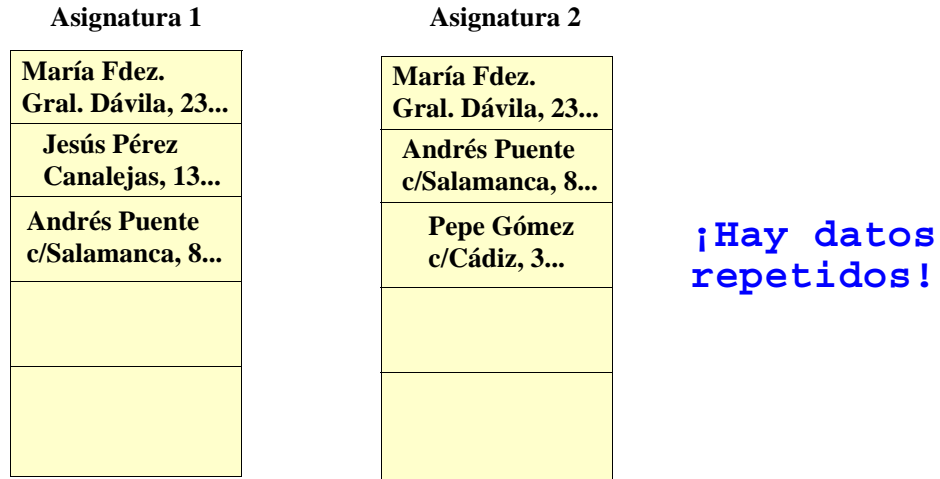 Asignatura 1
María Fdez.
Gral. Dávila, 23...
Jesús Pérez
Canalejas, 13...
Andrés Puente
c/Salamanca, 8...
Asignatura 2
María Fdez.
Gral. Dávila, 23...
Andrés Puente
c/Salamanca, 8...
Pepe Gómez
c/Cádiz, 3...
¡Hay datos
repetidos!